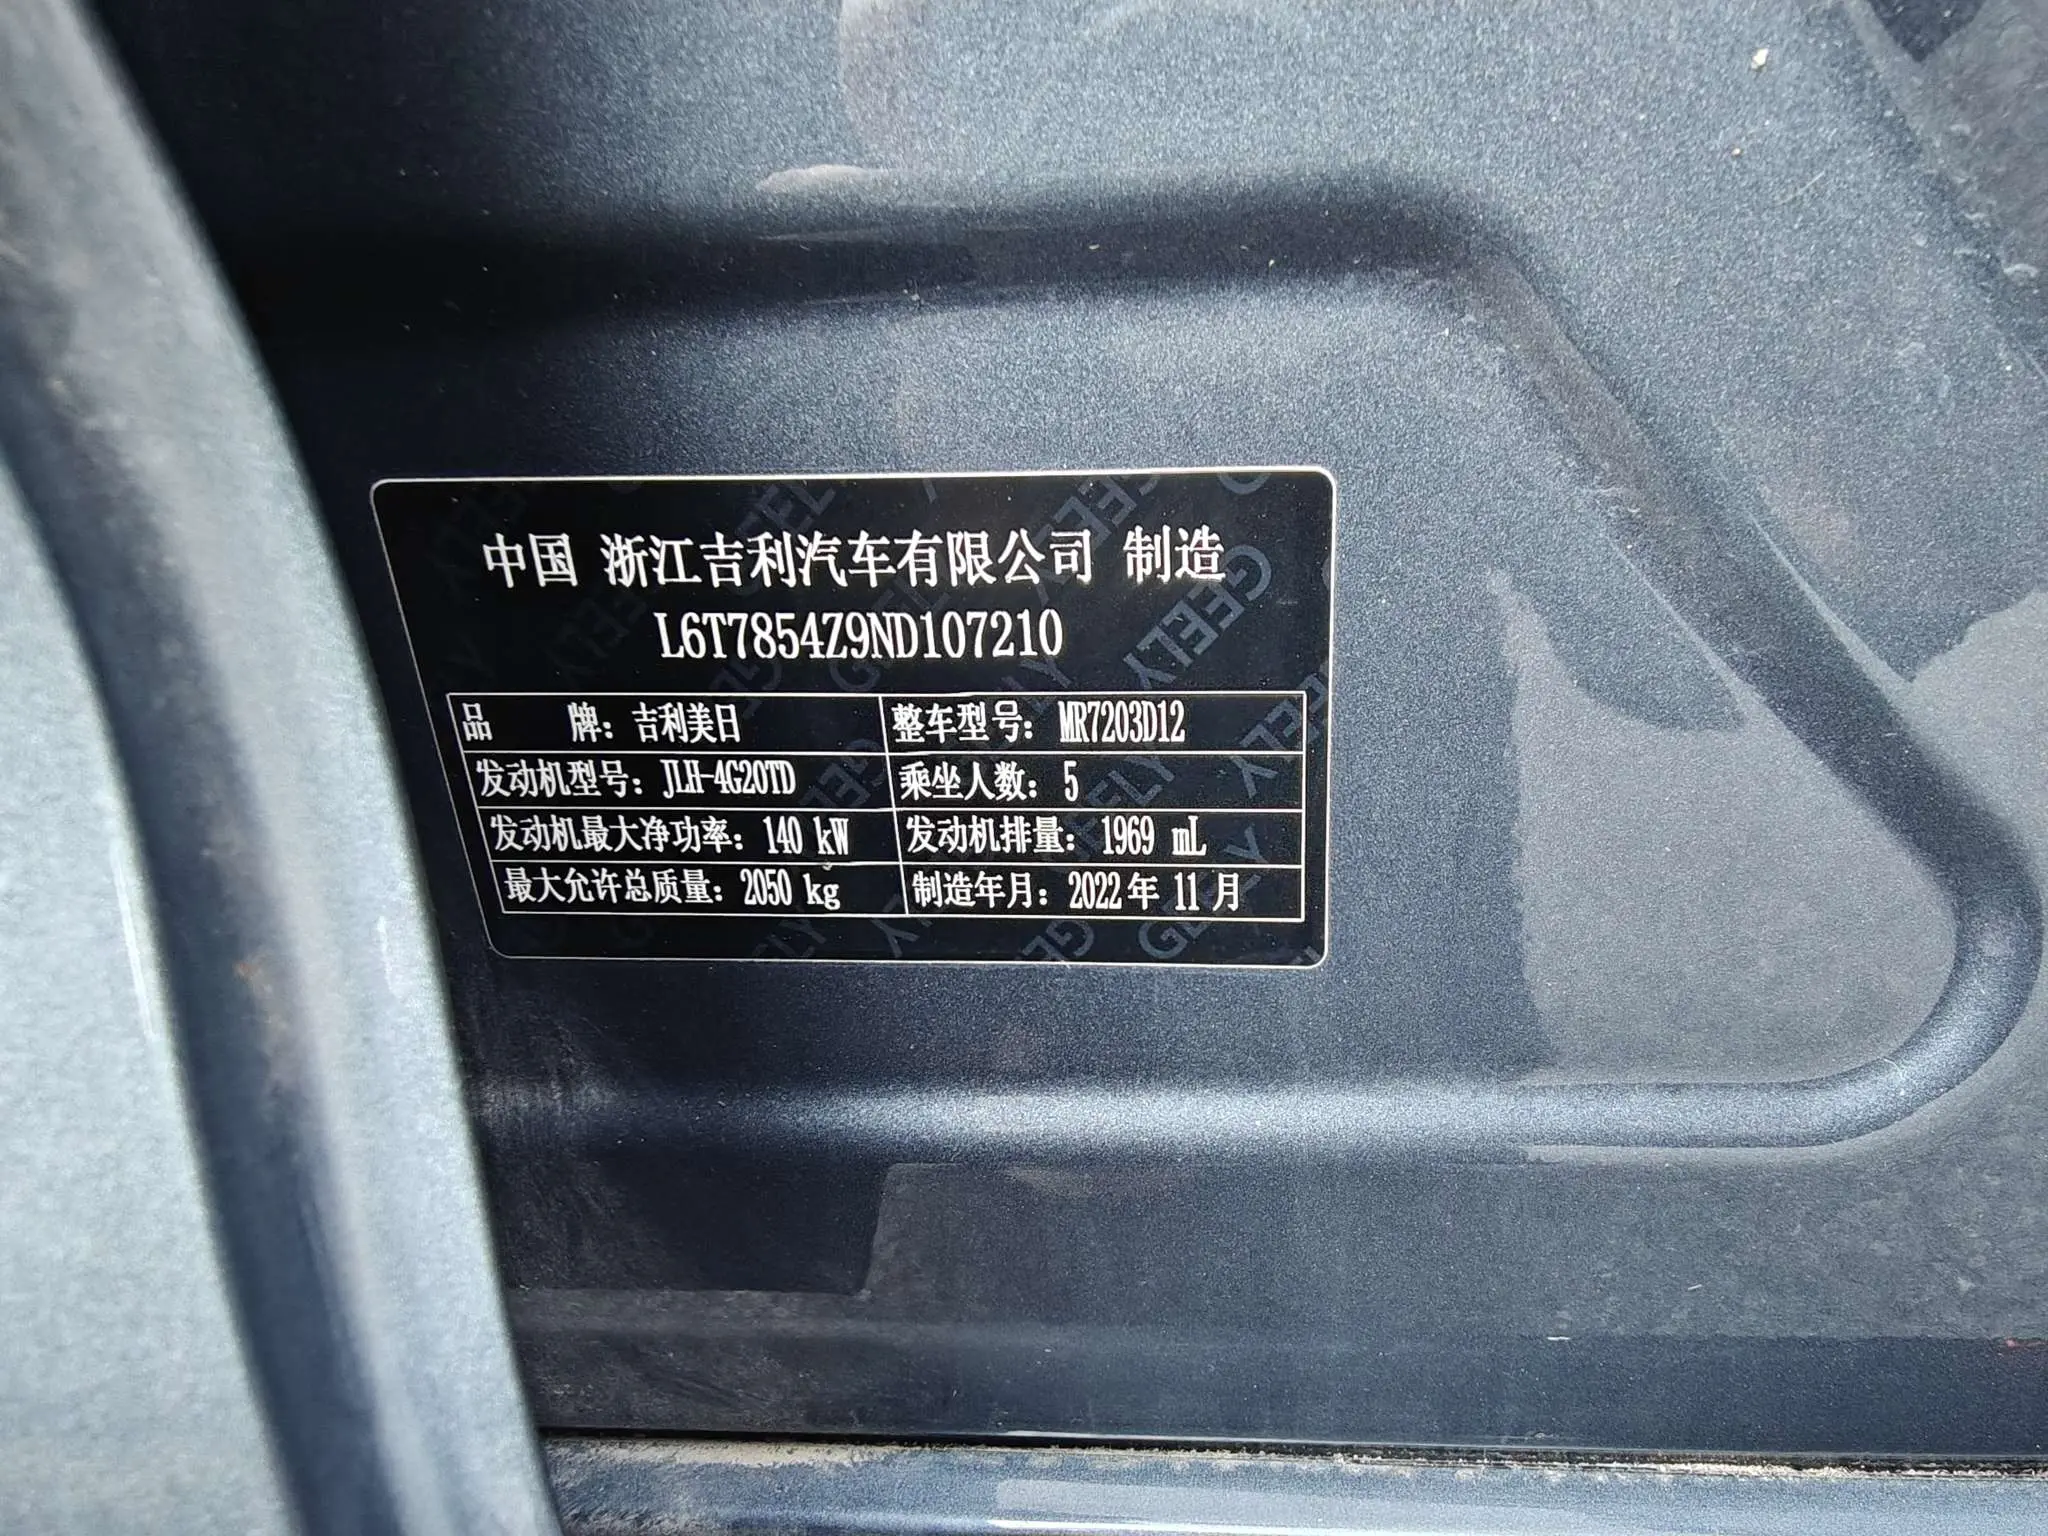 中国 浙江吉利汽车有限公司 制造
L6T7854Z9ND107210
品 牌：吉利美日 整车型号：MR7203D12
发动机型号：JLH-4G20TD 乘坐人数：5
发动机最大净功率：140 kW 发动机排量：1969 mL
最大允许总质量：2050 kg 制造年月：2022年 11 月